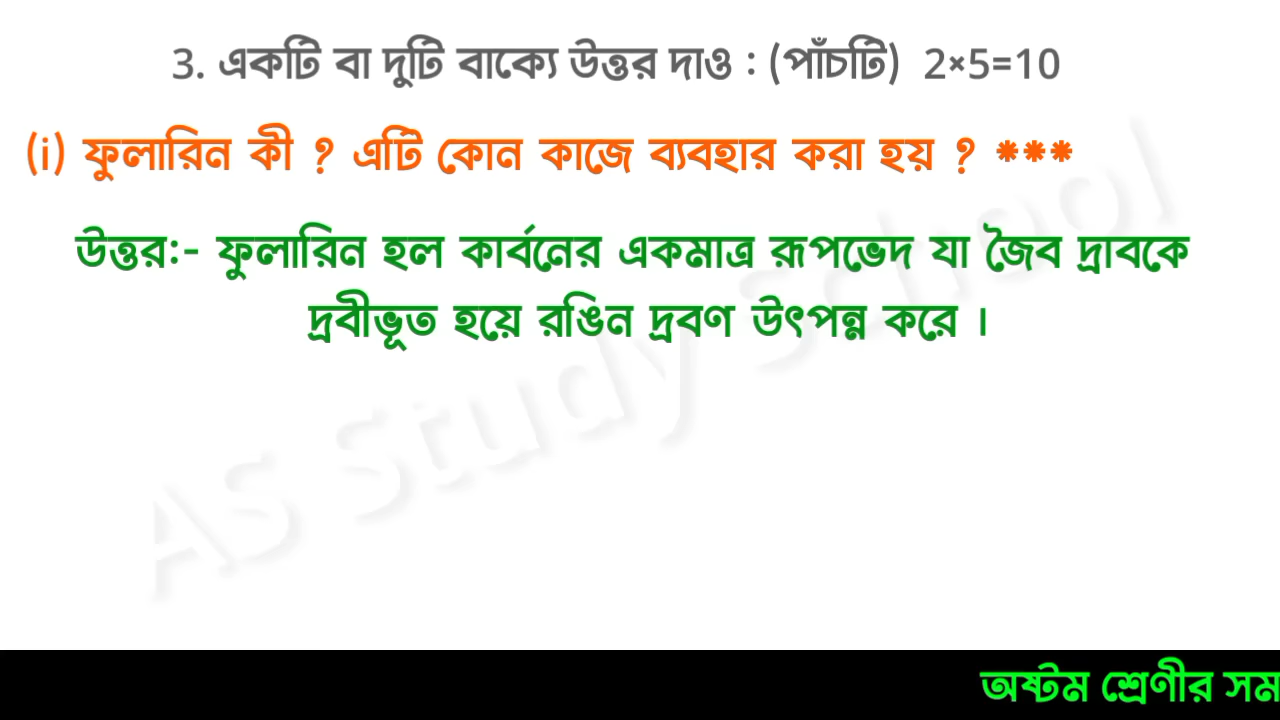 3. একটি বা দুটি বাক্যে উত্তর দাও : (পাঁচটি) 2×5=10
(i) ফুলারিন কী ? এটি কোন কাজে ব্যবহার করা হয় ? ***
উত্তরঃ- ফুলারিন হল কার্বনের একমাত্র রূপভেদ যা জৈব দ্রাবকে
দ্রবীভূত হয়ে রঙিন দ্রবণ উৎপন্ন করে ।
AS Study School
অষ্টম শ্রেণীর সম